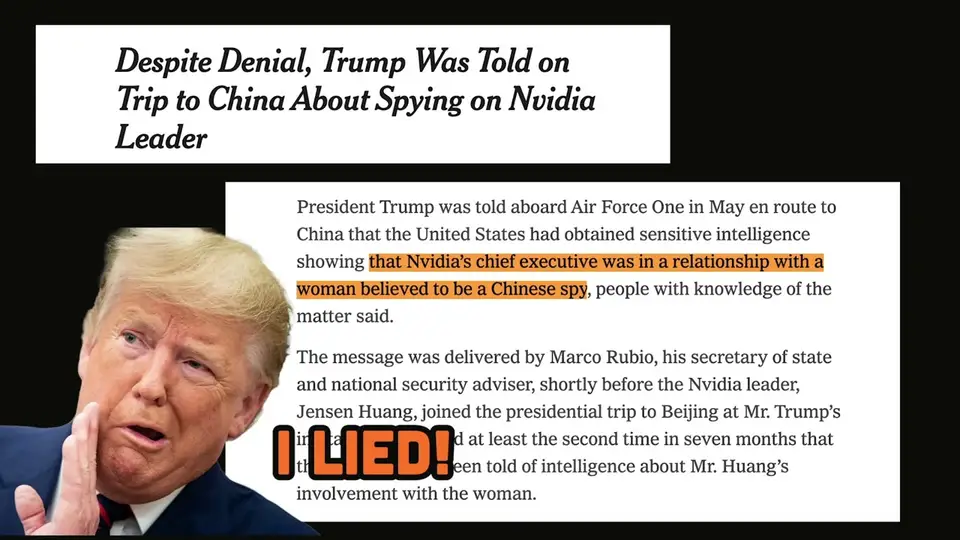 Despite Denial, Trump Was Told on
Trip to China About Spying on Nvidia
Leader
President Trump was told aboard Air Force One in May en route to
China that the United States had obtained sensitive intelligence
showing that Nvidia’s chief executive was in a relationship with a
woman believed to be a Chinese spy, people with knowledge of the
matter said.
The message was delivered by Marco Rubio, his secretary of state
and national security adviser, shortly before the Nvidia leader,
Jensen Huang, joined the presidential trip to Beijing at Mr. Trump’s
at least the second time in seven months that
told of intelligence about Mr. Huang’s
involvement with the woman.
I LIED!